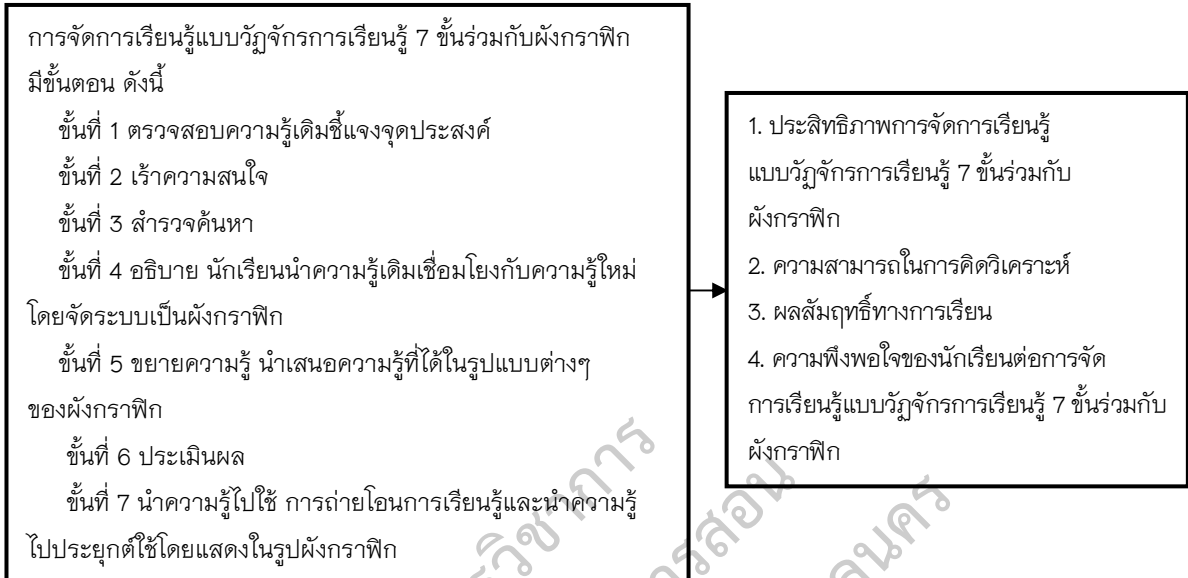 การจัดการเรียนรู้แบบวัฏจักรการเรียนรู้ 7 ขั้นร่วมกับผังกราฟิก
มีขั้นตอน ดังนี้
ขั้นที่ 1 ตรวจสอบความรู้เดิมชี้แจงจุดประสงค์
ขั้นที่ 2 เร้าความสนใจ
ขั้นที่ 3 สำรวจค้นหา
ขั้นที่ 4 อธิบาย นักเรียนนำความรู้เดิมเชื่อมโยงกับความรู้ใหม่
โดยจัดระบบเป็นผังกราฟิก
ขั้นที่ 5 ขยายความรู้ นำเสนอความรู้ที่ได้ในรูปแบบต่างๆ
ของผังกราฟิก
ขั้นที่ 6 ประเมินผล
ขั้นที่ 7 นำความรู้ไปใช้ การถ่ายโอนการเรียนรู้และนำความรู้
ไปประยุกต์ใช้โดยแสดงในรูปผังกราฟิก
1. ประสิทธิภาพการจัดการเรียนรู้
แบบวัฏจักรการเรียนรู้ 7 ขั้นร่วมกับ
ผังกราฟิก
2. ความสามารถในการคิดวิเคราะห์
3. ผลสัมฤทธิ์ทางการเรียน
4. ความพึงพอใจของนักเรียนต่อการจัด
การเรียนรู้แบบวัฏจักรการเรียนรู้ 7 ขั้นร่วมกับ
ผังกราฟิก